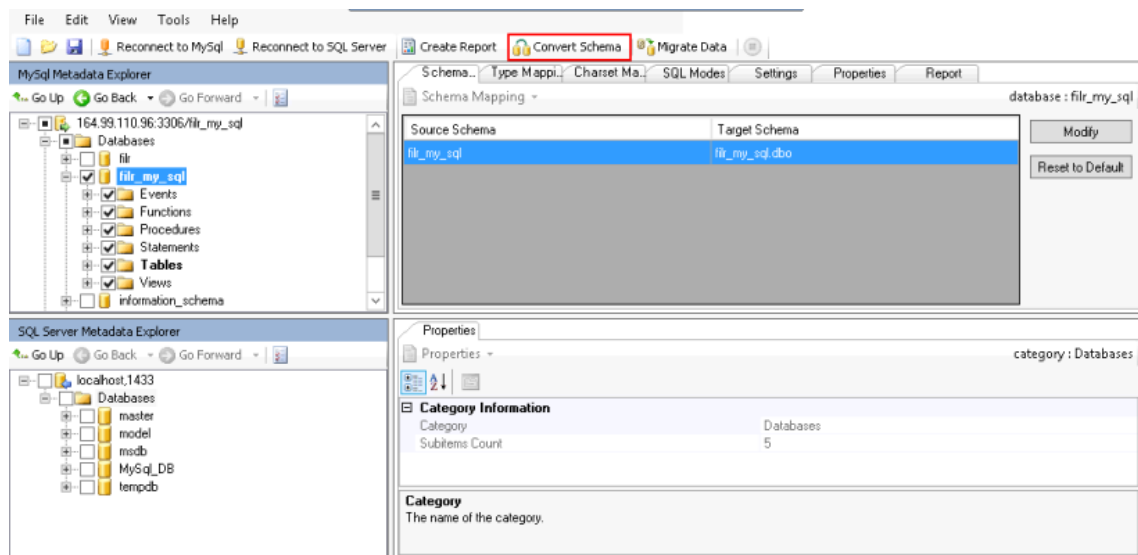 File Edit View Tools Help
Reconnect to MySql Reconnect to SQL Server Create Report Convert Schema Migrate Data
MySql Metadata Explorer
Go Up Go Back Go Forward
164.99.110.96:3306/filr_my_sql
Databases
filr
filr_my_sql
Events
Functions
Procedures
Statements
Tables
Views
information_schema
Schema... Type Mappi... Charset Ma... SQL Modes Settings Properties Report
Schema Mapping database : filr_my_sql
Source Schema Target Schema
filr_my_sql filr_my_sql.dbo
Modify
Reset to Default
SQL Server Metadata Explorer
Go Up Go Back Go Forward
localhost,1433
Databases
master
model
msdb
MySql_DB
tempdb
Properties
Properties category : Databases
Category Information
Category Databases
Subitems Count 5
Category
The name of the category.